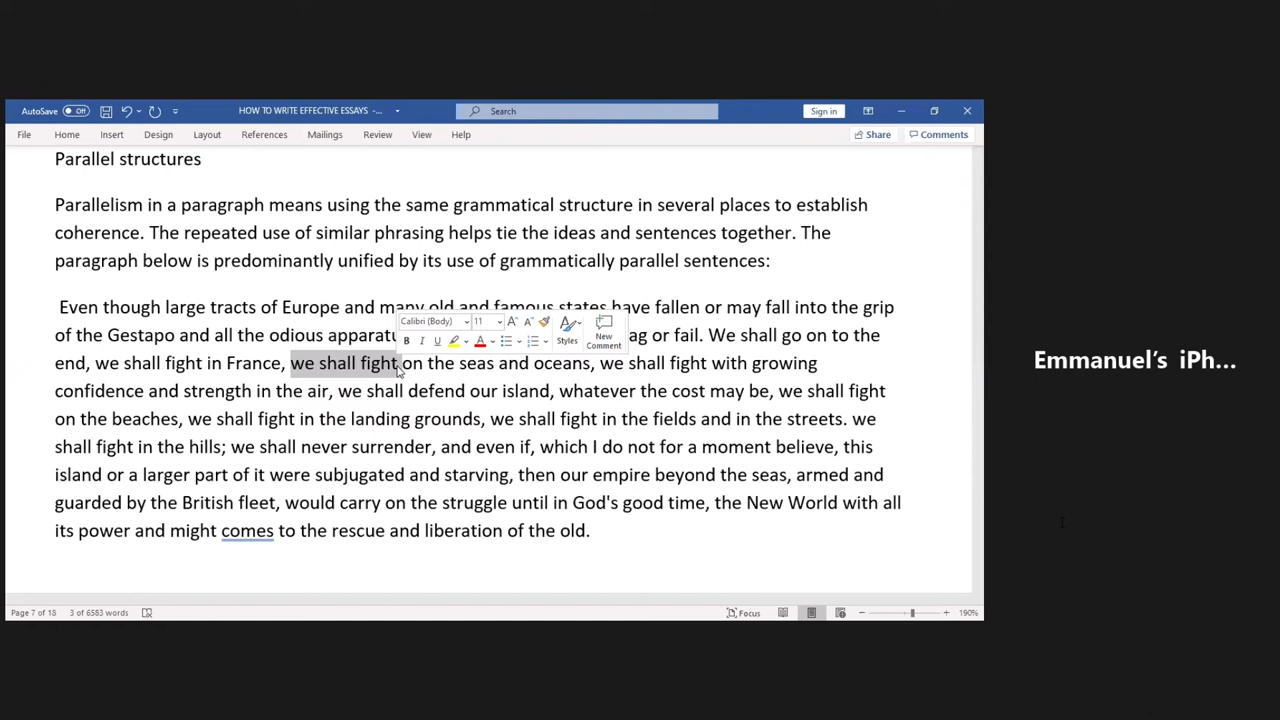 AutoSave Off HOW TO WRITE EFFECTIVE ESSAYS -... Search Sign in
File Home Insert Design Layout References Mailings Review View Help Share Comments
Parallel structures
Parallelism in a paragraph means using the same grammatical structure in several places to establish
coherence. The repeated use of similar phrasing helps tie the ideas and sentences together. The
paragraph below is predominantly unified by its use of grammatically parallel sentences:
Even though large tracts of Europe and many old and famous states have fallen or may fall into the grip
Calibri (Body) 11 A A Styles New Comment
B I U A
of the Gestapo and all the odious apparatu ag or fail. We shall go on to the
end, we shall fight in France, we shall fight on the seas and oceans, we shall fight with growing
confidence and strength in the air, we shall defend our island, whatever the cost may be, we shall fight
on the beaches, we shall fight in the landing grounds, we shall fight in the fields and in the streets. we
shall fight in the hills; we shall never surrender, and even if, which I do not for a moment believe, this
island or a larger part of it were subjugated and starving, then our empire beyond the seas, armed and
guarded by the British fleet, would carry on the struggle until in God's good time, the New World with all
its power and might comes to the rescue and liberation of the old.
Page 7 of 18 3 of 6583 words Focus 190%
Emmanuel's iPh...